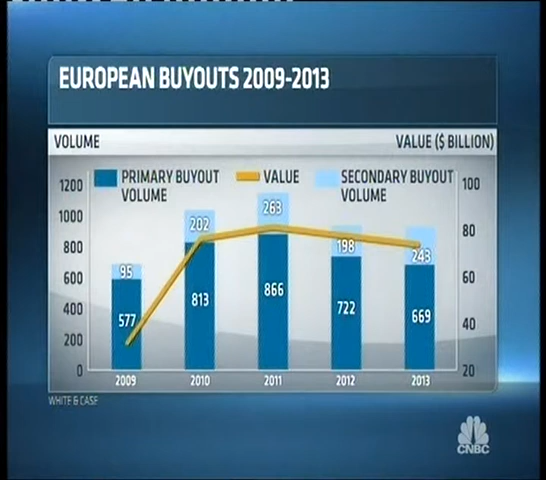 EUROPEAN BUYOUTS 2009-2013
VOLUME
VALUE ($ BILLION)
PRIMARY BUYOUT
VOLUME
VALUE
SECONDARY BUYOUT
VOLUME
1200
1000
800
600
400
200
0
100
80
60
40
20
95
577
202
813
263
866
198
722
243
669
2009
2010
2011
2012
2013
WHITE & CASE
CNBC